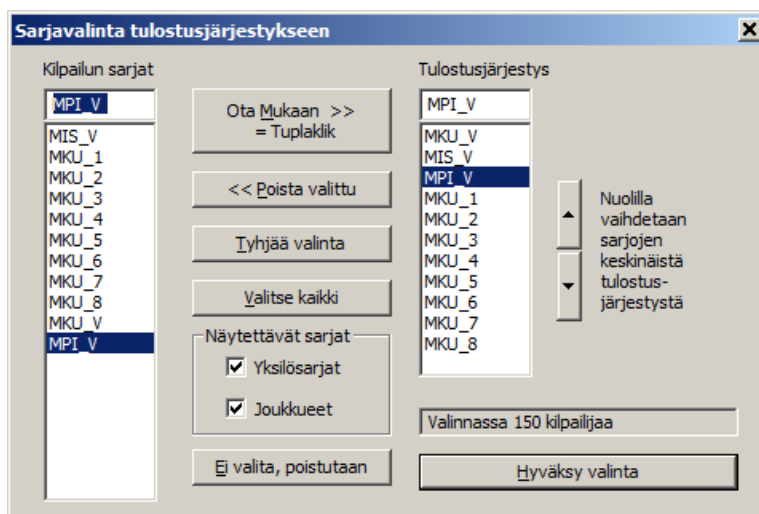 Sarjavalinta tulostusjärjestykseen
Kilpailun sarjat
MPI_V
MIS_V
MKU_1
MKU_2
MKU_3
MKU_4
MKU_5
MKU_6
MKU_7
MKU_8
MKU_V
MPI_V
Ota Mukaan >>
= Tuplaklik
<< Poista valittu
Tyhjää valinta
Valitse kaikki
Näytettävät sarjat
Yksilösarjat
Joukkueet
Ei valita, poistutaan
Tulostusjärjestys
MPI_V
MKU_V
MIS_V
MPI_V
MKU_1
MKU_2
MKU_3
MKU_4
MKU_5
MKU_6
MKU_7
MKU_8
Nuolilla
vaihdetaan
sarjojen
keskinäistä
tulostus-
järjestystä
Valinnassa 150 kilpailijaa
Hyväksy valinta